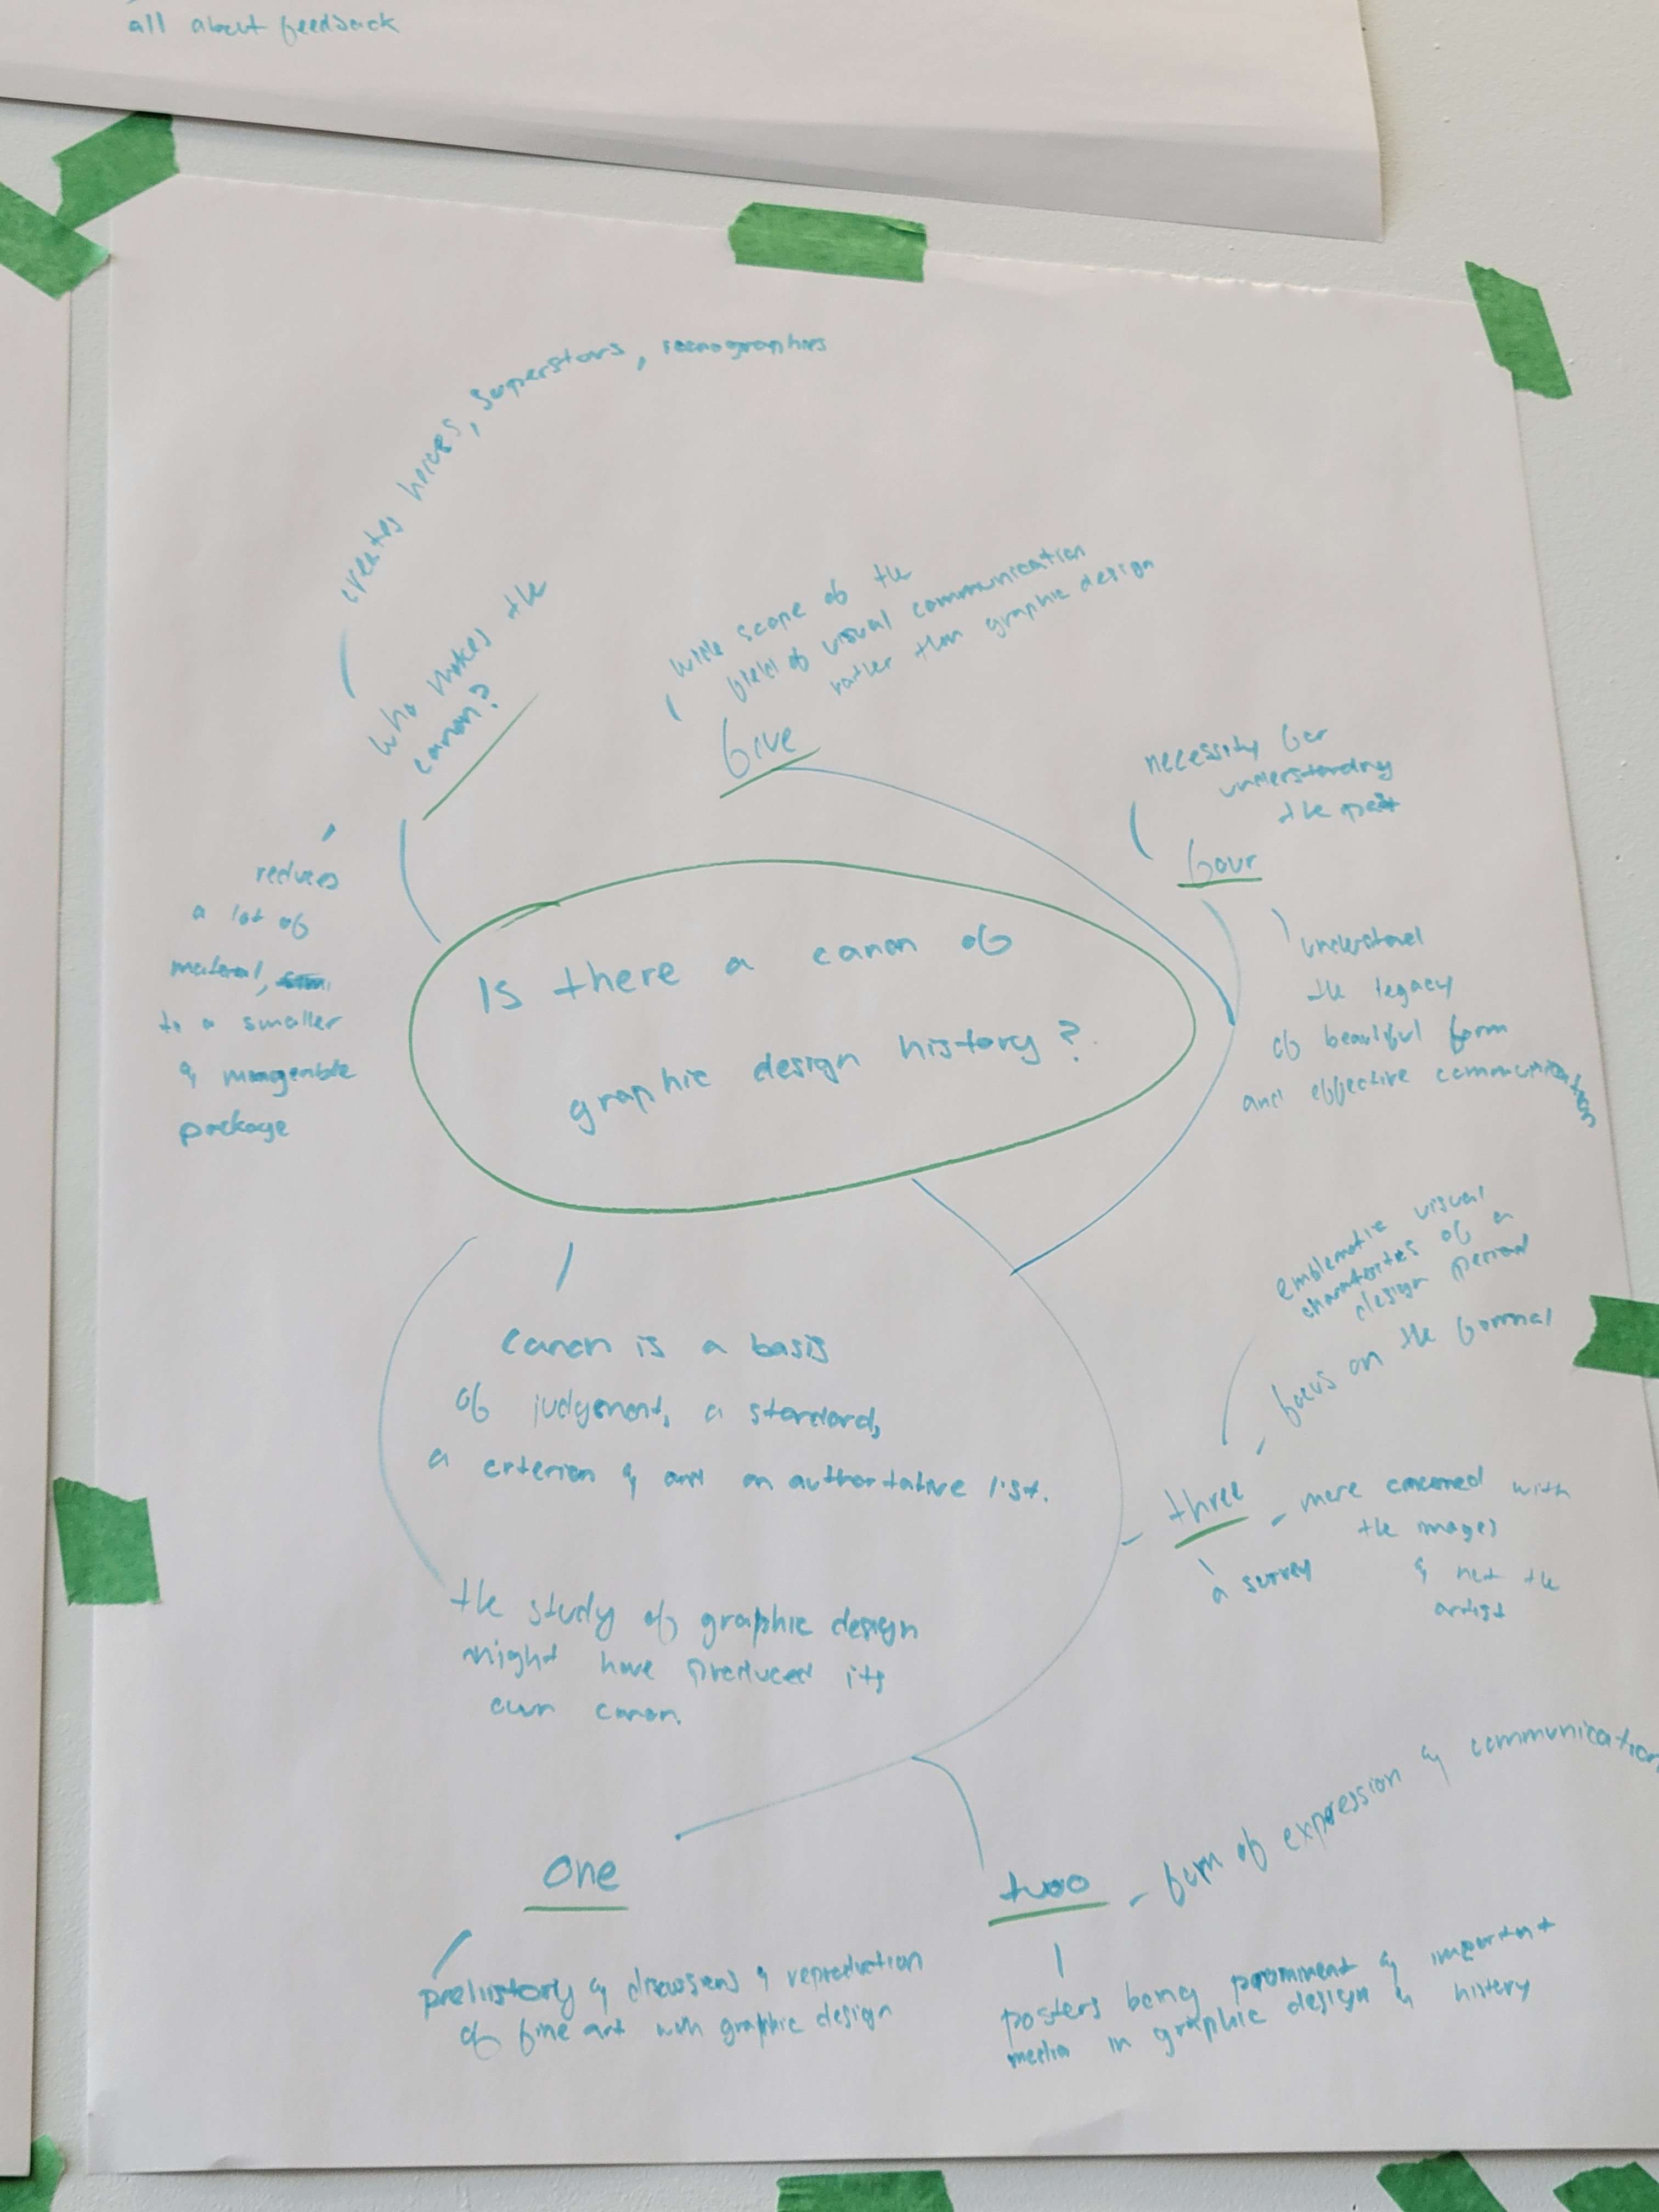 all about feedback
creates heroes, superstars,
who makes the
canon?
reduces
a lot of
material,
to a smaller
& mangeable
package
wide scope of the
field of visual communication
rather than graphic design
five
necessity for
understanding
the past
four
understand
the legacy
of beautiful form
and effective communication
Is there a canon of
graphic design history?
canon is a basis
of judgement, a standard,
a criterion & and an authortative list.
the study of graphic design
might have produced its
own canon.
emblematic visual
of a
design period
focus on the formal
three
more concerned with
the images
& not the
artist
a survey
one
prehistory & discussions & reproduction
of fine art with graphic design
two
form of expression & communication
posters being prominent & important
media in graphic design & history